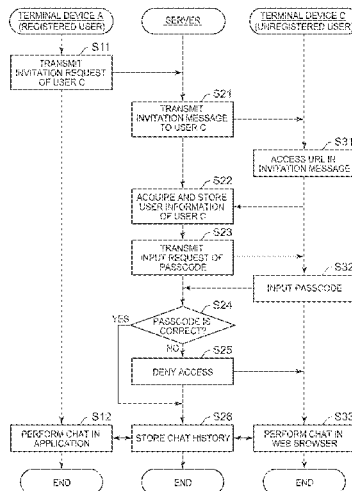 TERMINAL DEVICE A
(REGISTERED USER)
SERVER
TERMINAL DEVICE C
(UNREGISTERED USER)
S11
TRANSMIT
INVITATION REQUEST
OF USER C
S21
TRANSMIT
INVITATION MESSAGE
TO USER C
S31
ACCESS URL IN
INVITATION MESSAGE
S22
ACQUIRE AND STORE
USER INFORMATION
OF USER C
S23
TRANSMIT
INPUT REQUEST OF
PASSCODE
S32
INPUT PASSCODE
S24
YES
PASSCODE IS
CORRECT?
NO
S25
DENY ACCESS
S12
PERFORM CHAT IN
APPLICATION
S26
STORE CHAT HISTORY
S33
PERFORM CHAT IN
WEB BROWSER
END
END
END